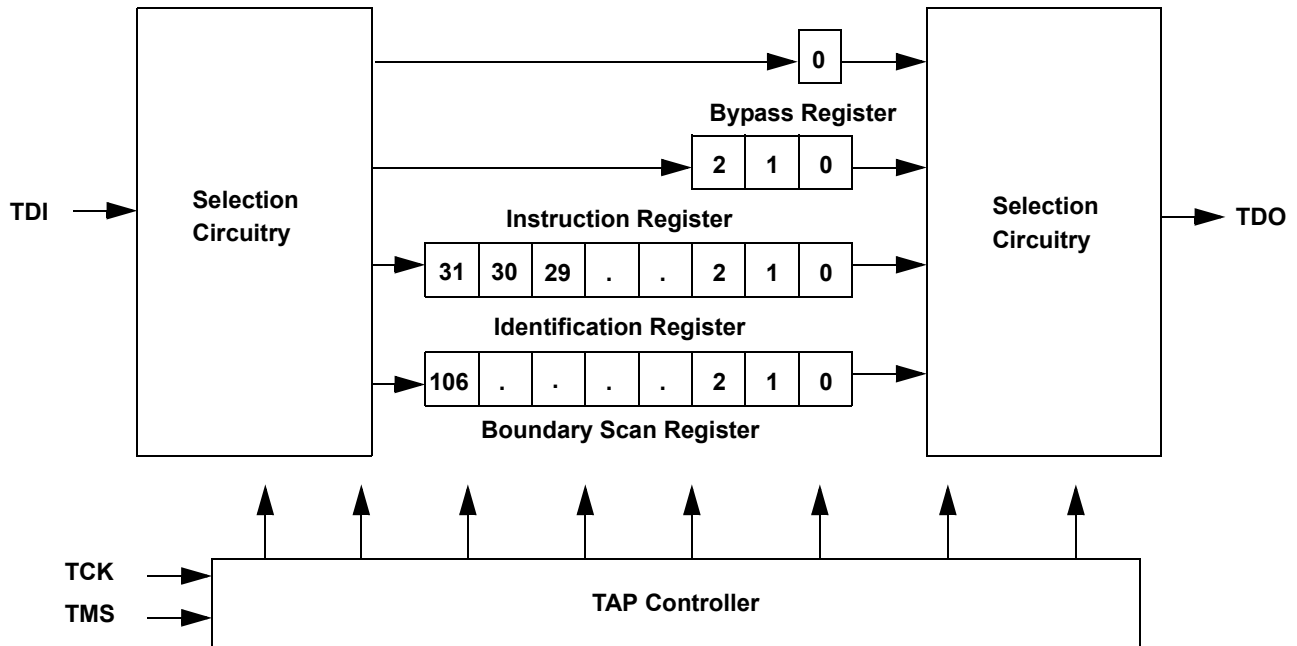 0
Bypass Register
2 1 0
TDI
Selection
Circuitry
Selection
Circuitry
TDO
Instruction Register
31 30 29 . . 2 1 0
Identification Register
106 . . . . 2 1 0
Boundary Scan Register
TCK
TMS
TAP Controller